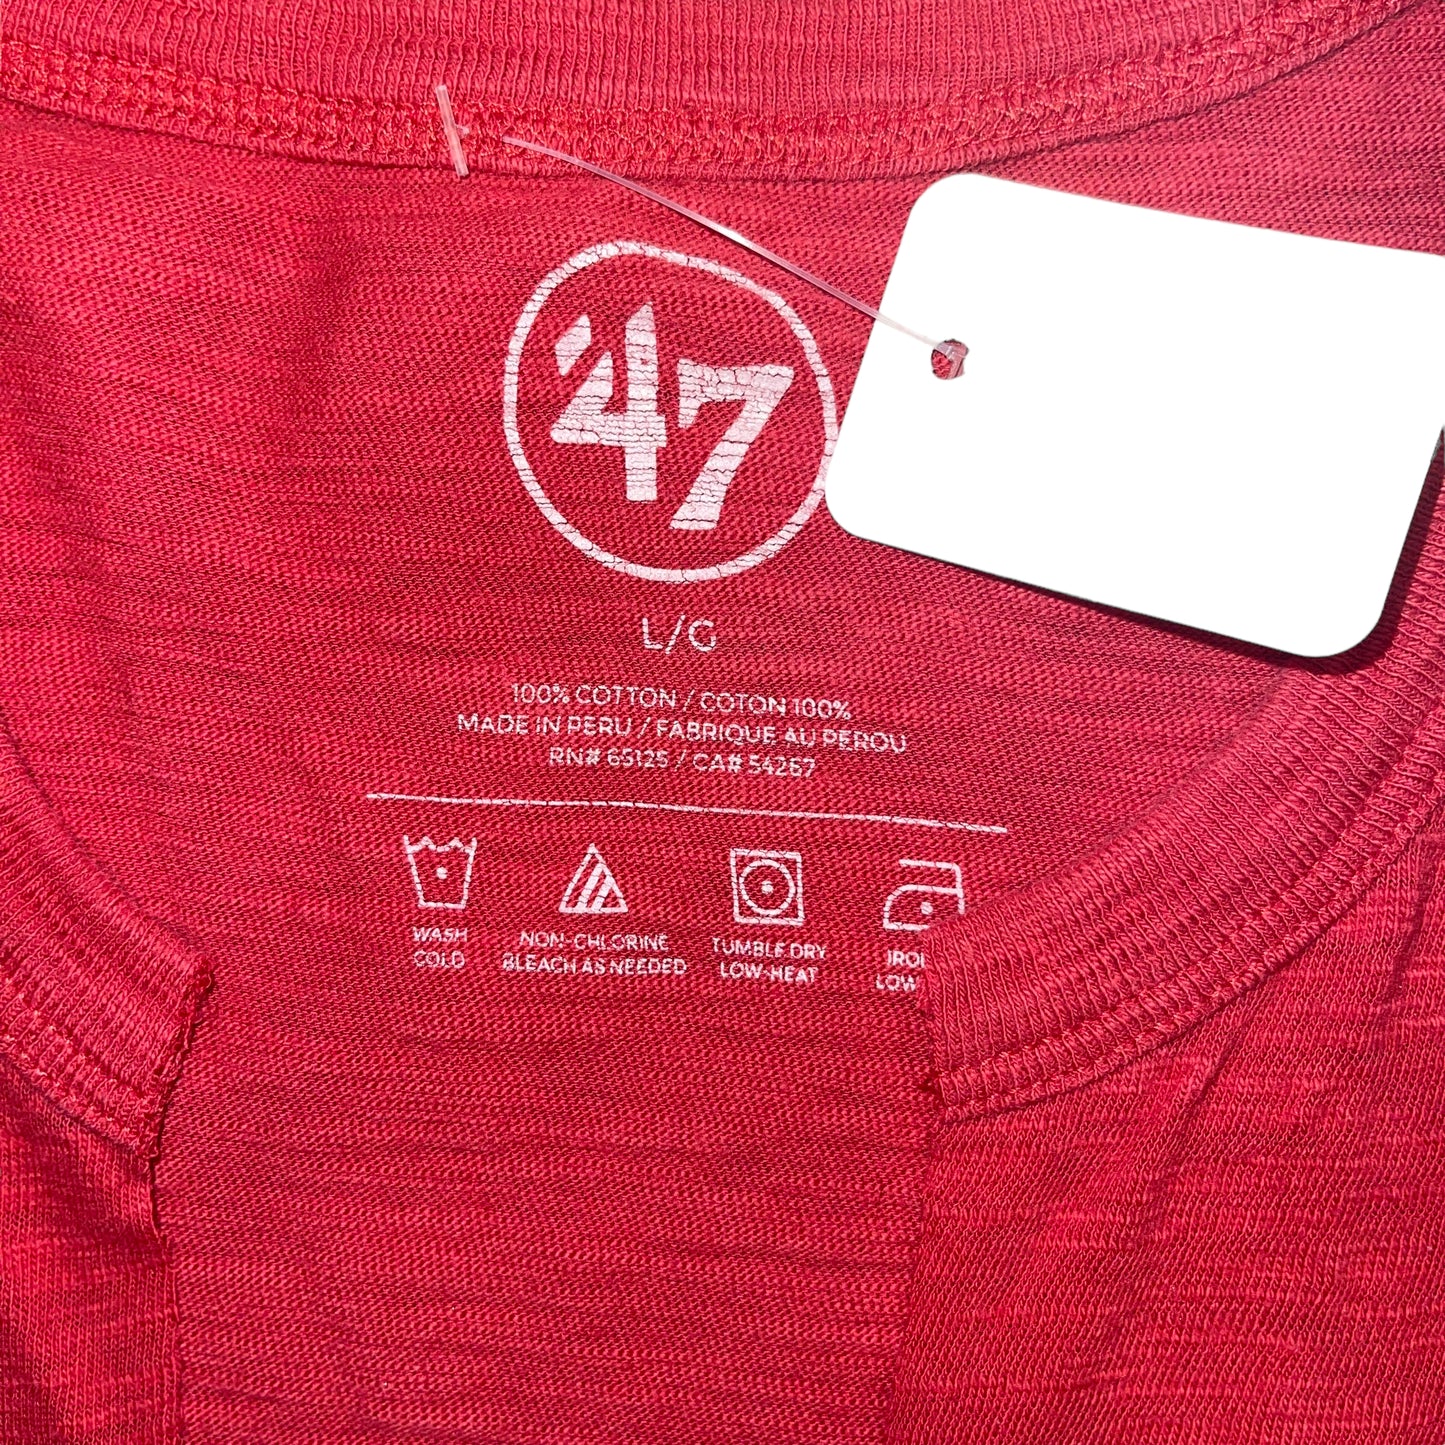 '47
L/G
100% COTTON / COTON 100%
MADE IN PERU / FABRIQUE AU PEROU
RN# 65125 / CA# 54267
WASH
COLD
NON-CHLORINE
BLEACH AS NEEDED
TUMBLE DRY
LOW-HEAT
LOW